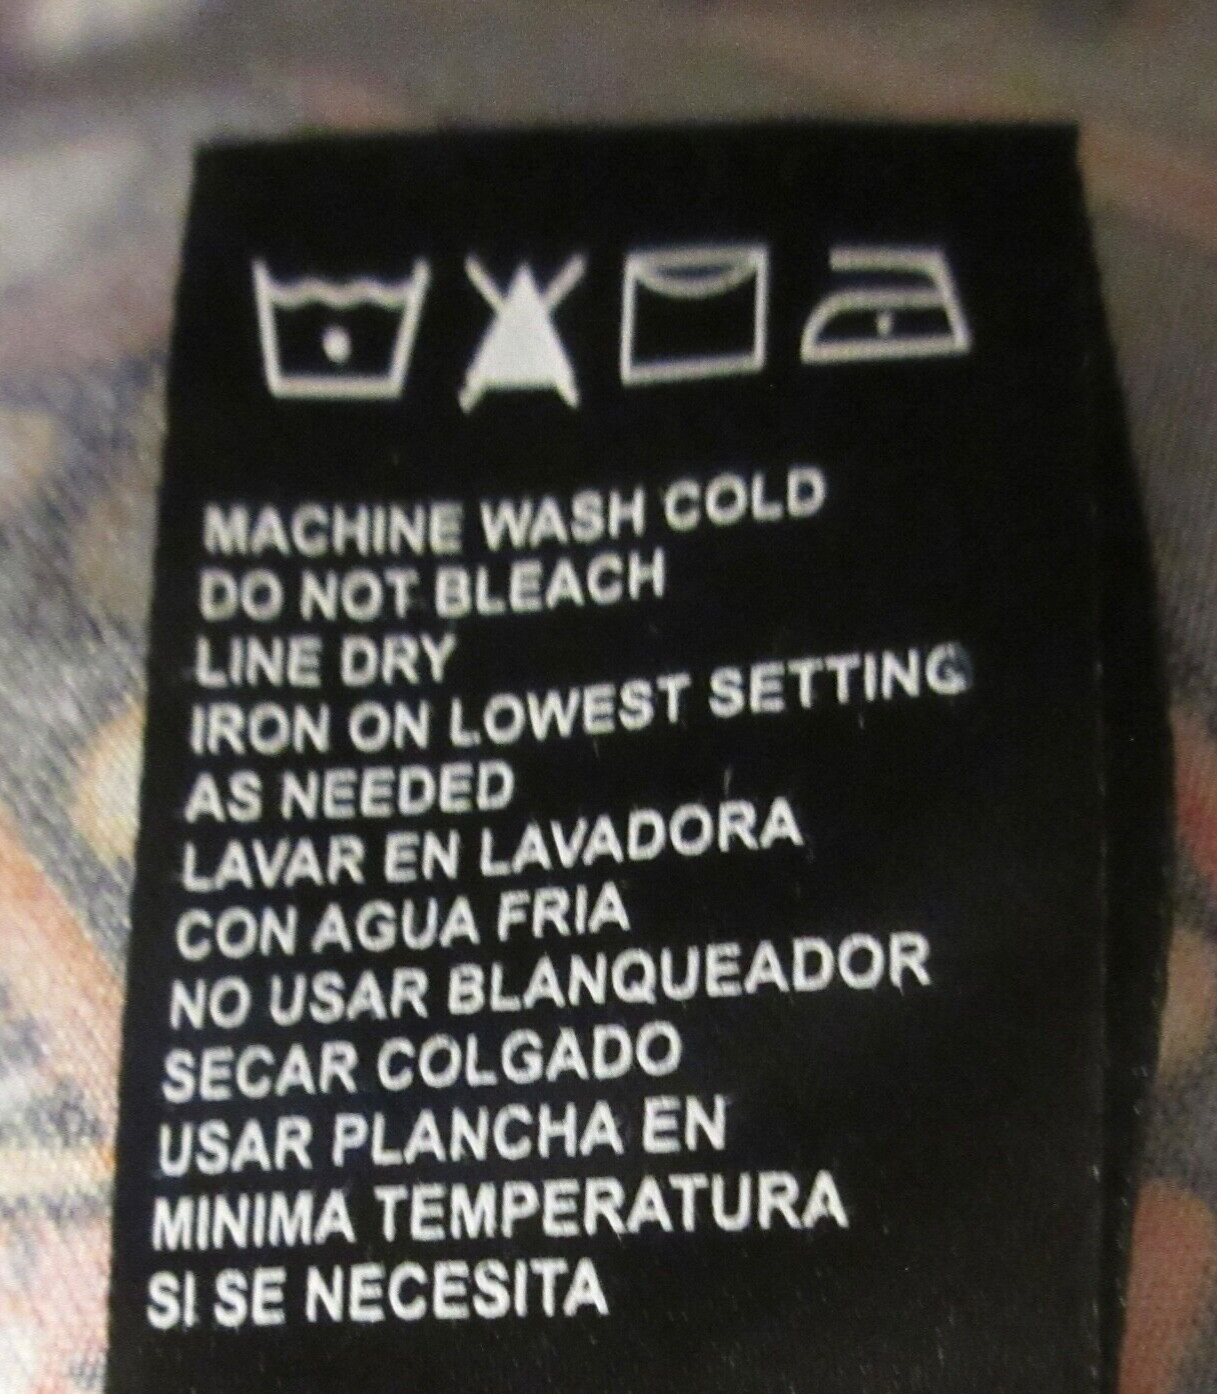 MACHINE WASH COLD
DO NOT BLEACH
LINE DRY
IRON ON LOWEST SETTING
AS NEEDED
LAVAR EN LAVADORA
CON AGUA FRIA
NO USAR BLANQUEADOR
SECAR COLGADO
USAR PLANCHA EN
MINIMA TEMPERATURA
SI SE NECESITA